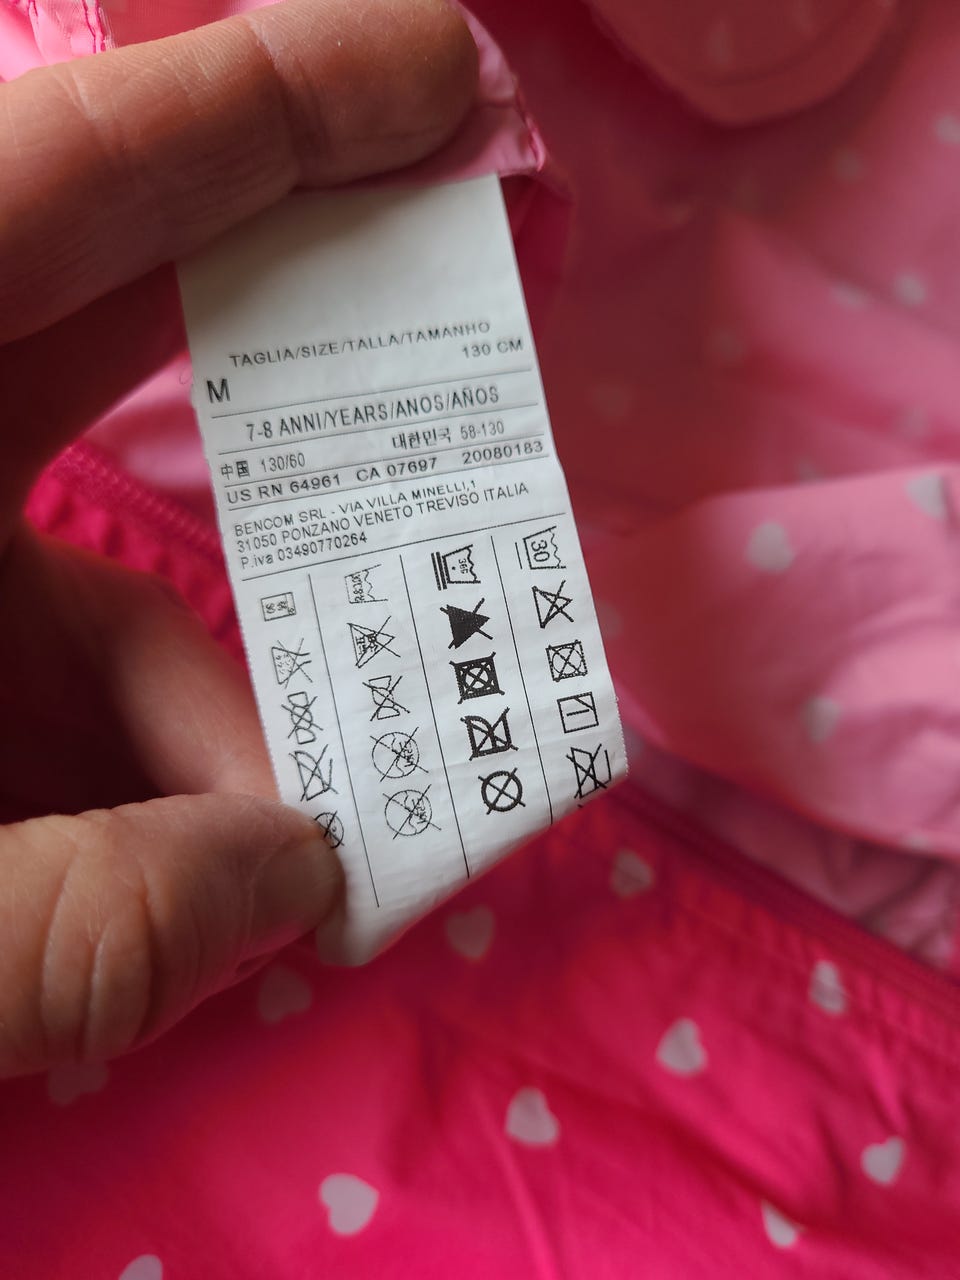 TAGLIA/SIZE/TALLA/TAMANHO
M 130 CM
7-8 ANNI/YEARS/ANOS/AÑOS
中国 130/60 대한민국 58-130
US RN 64961 CA 07697 20080183
BENCOM SRL - VIA VILLA MINELLI,1
31050 PONZANO VENETO TREVISO ITALIA
P.iva 03490770264
30